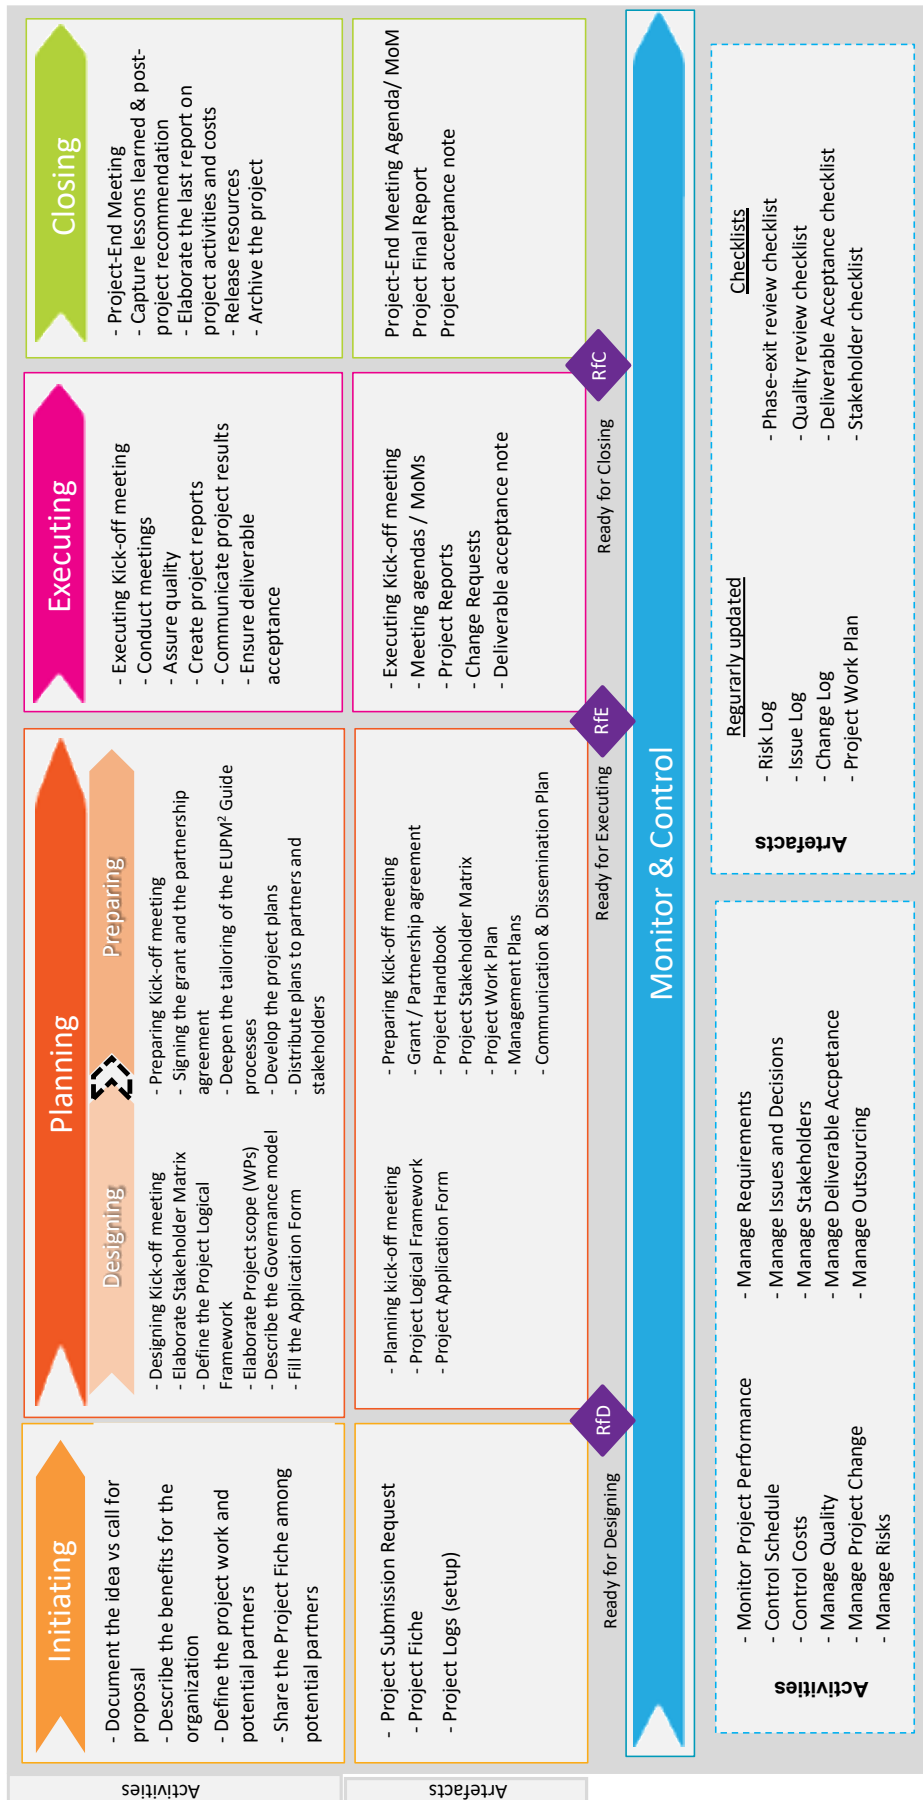 Activities
Initiating
- Document the idea vs call for
proposal
- Describe the benefits for the
organization
- Define the project work and
potential partners
- Share the Project Fiche among
potential partners
Planning
Designing
- Designing Kick-off meeting
- Elaborate Stakeholder Matrix
- Define the Project Logical
Framework
- Elaborate Project scope (WPs)
- Describe the Governance model
- Fill the Application Form
Preparing
- Preparing Kick-off meeting
- Signing the grant and the partnership
agreement
- Deepen the tailoring of the EUPM² Guide
processes
- Develop the project plans
- Distribute plans to partners and
stakeholders
Executing
- Executing Kick-off meeting
- Conduct meetings
- Assure quality
- Create project reports
- Communicate project results
- Ensure deliverable
acceptance
Closing
- Project-End Meeting
- Capture lessons learned & post-
project recommendation
- Elaborate the last report on
project activities and costs
- Release resources
- Archive the project
Artefacts
- Project Submission Request
- Project Fiche
- Project Logs (setup)
- Planning kick-off meeting
- Project Logical Framework
- Project Application Form
- Preparing Kick-off meeting
- Grant / Partnership agreement
- Project Handbook
- Project Stakeholder Matrix
- Project Work Plan
- Management Plans
- Communication & Dissemination Plan
- Executing Kick-off meeting
- Meeting agendas / MoMs
- Project Reports
- Change Requests
- Deliverable acceptance note
Project-End Meeting Agenda/ MoM
Project Final Report
Project acceptance note
Ready for Designing
RfD
Ready for Executing
RfE
Ready for Closing
RfC
Monitor & Control
Activities
- Monitor Project Performance
- Control Schedule
- Control Costs
- Manage Quality
- Manage Project Change
- Manage Risks
- Manage Requirements
- Manage Issues and Decisions
- Manage Stakeholders
- Manage Deliverable Accpetance
- Manage Outsourcing
Artefacts
Regurarly updated
- Risk Log
- Issue Log
- Change Log
- Project Work Plan
Checklists
- Phase-exit review checklist
- Quality review checklist
- Deliverable Acceptance checklist
- Stakeholder checklist